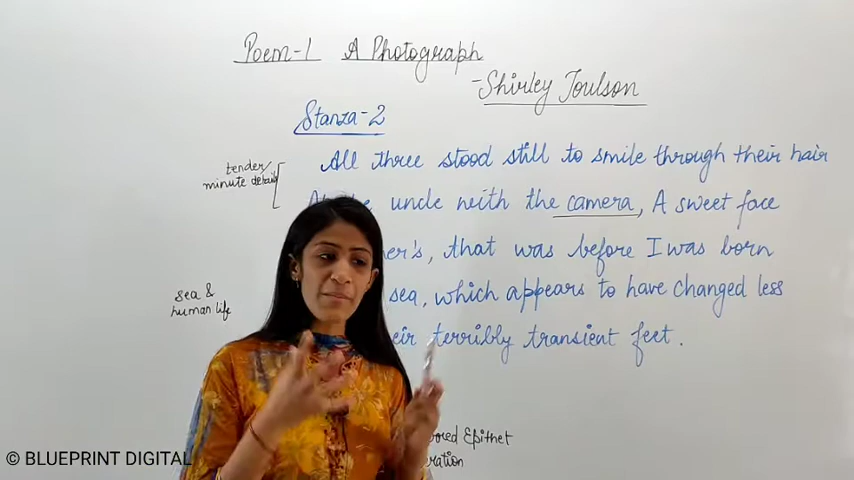 Poem-1 A Photograph
-Shirley Toulson
Stanza-2
tender/
minute details
All three stood still to smile through their hair
uncle with the camera, A sweet face
that was before I was born
sea, which appears to have changed less
terribly transient feet.
sea &
human life
Epithet
© BLUEPRINT DIGITAL